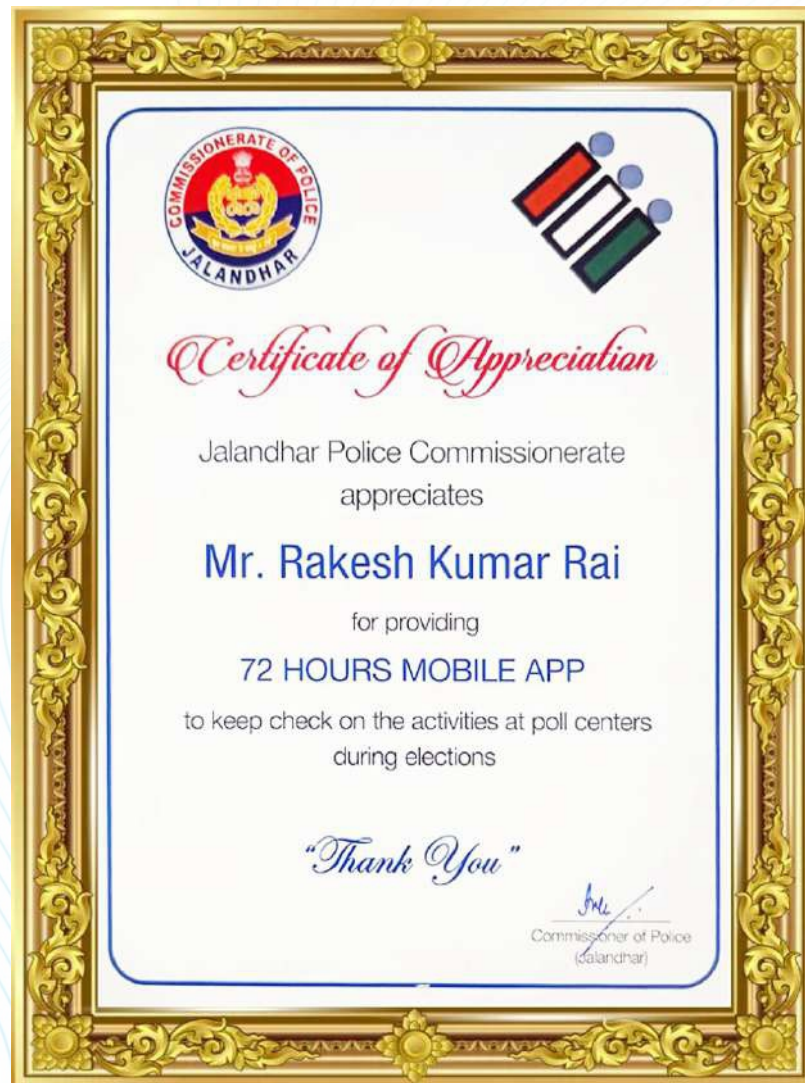 COMMISSIONERATE OF POLICE
JALANDHAR
Certificate of Appreciation
Jalandhar Police Commissionerate
appreciates
Mr. Rakesh Kumar Rai
for providing
72 HOURS MOBILE APP
to keep check on the activities at poll centers
during elections
“Thank You”
Commissioner of Police
(Jalandhar)